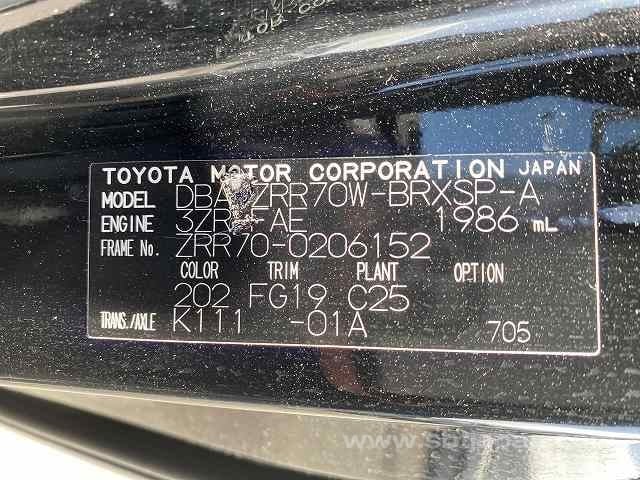 TOYOTA MOTOR CORPORATION JAPAN
MODEL DBA-ZRR70W-BRXSP-A
ENGINE 3ZR-FAE 1986 mL
FRAME No. ZRR70-0206152
COLOR TRIM PLANT OPTION
202 FG19 C25
TRANS./AXLE K111 -01A 705